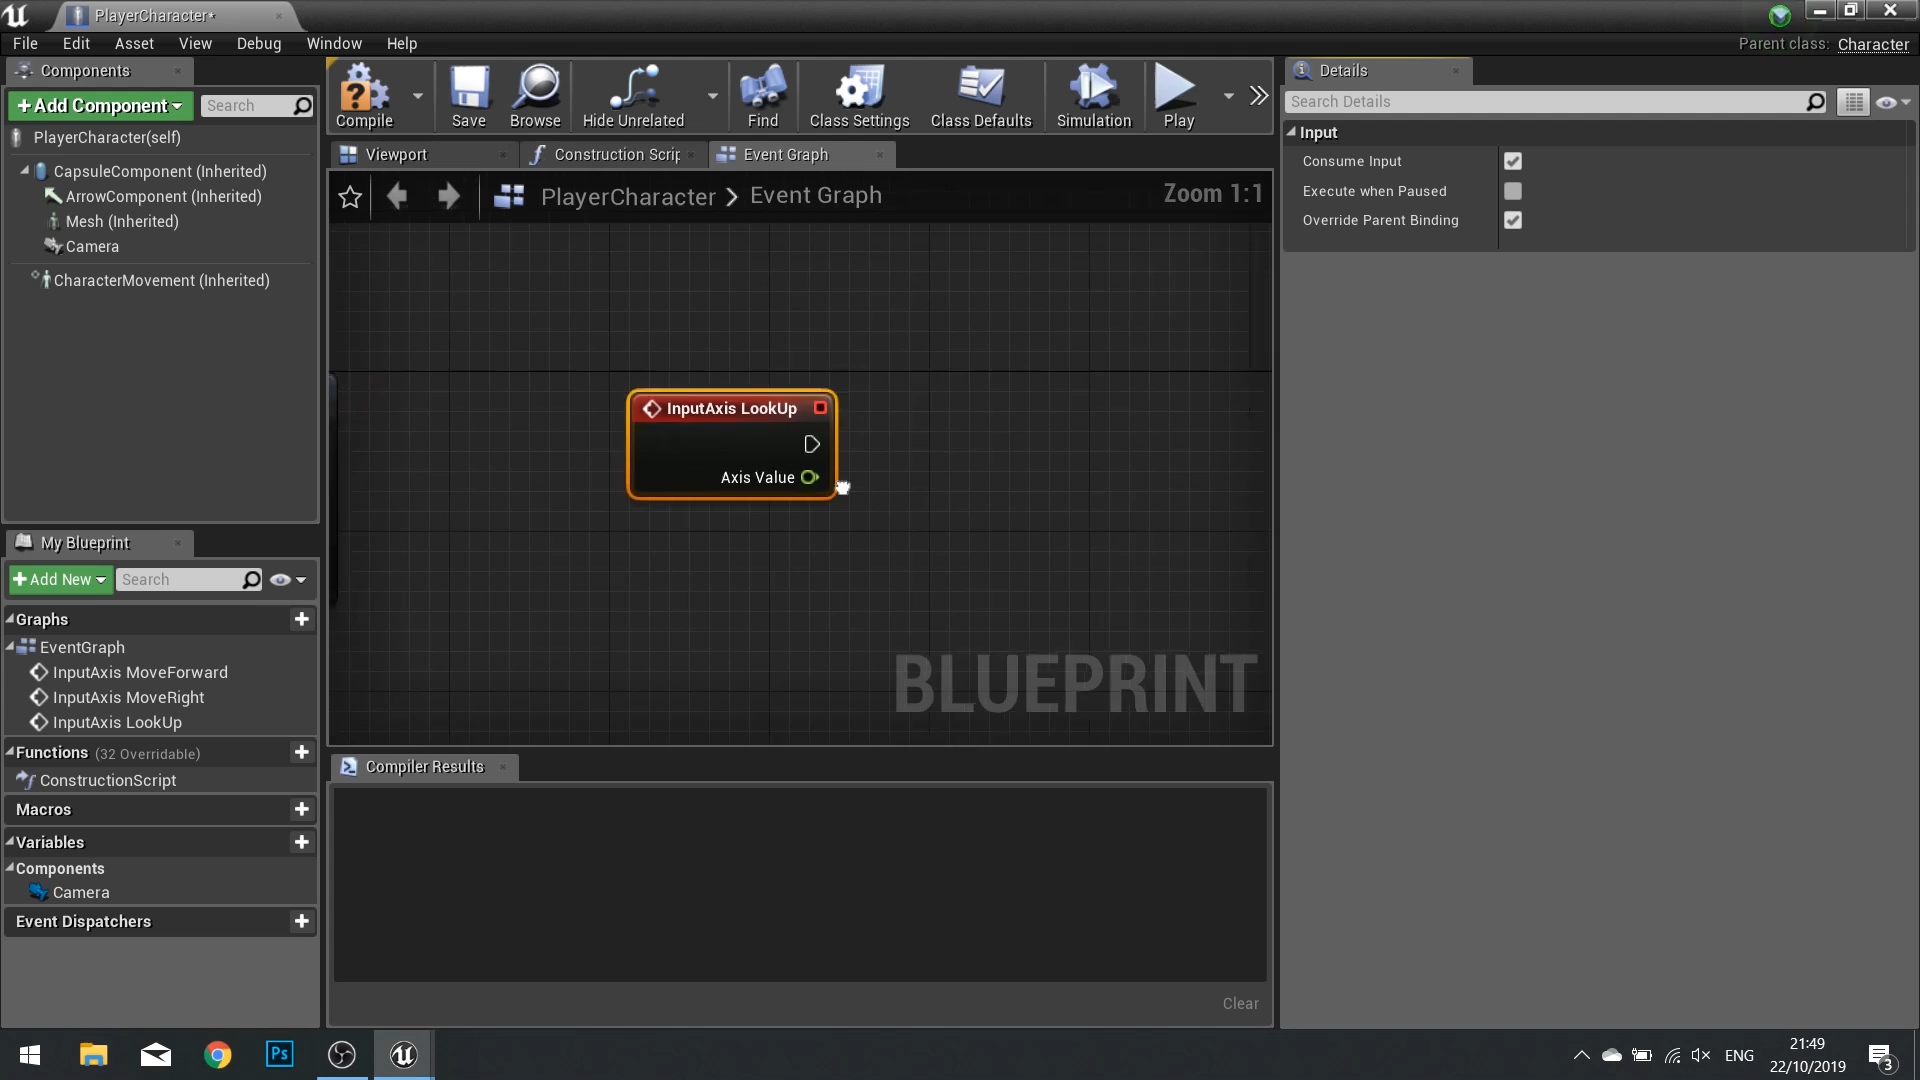 PlayerCharacter*
File Edit Asset View Debug Window Help
Parent class: Character
Components
+Add Component
Search
PlayerCharacter(self)
CapsuleComponent (Inherited)
ArrowComponent (Inherited)
Mesh (Inherited)
Camera
CharacterMovement (Inherited)
Compile
Save
Browse
Hide Unrelated
Find
Class Settings
Class Defaults
Simulation
Play
Viewport
Construction Scrip
Event Graph
PlayerCharacter > Event Graph
Zoom 1:1
InputAxis LookUp
Axis Value
BLUEPRINT
Compiler Results
Clear
Details
Search Details
Input
Consume Input
Execute when Paused
Override Parent Binding
My Blueprint
+Add New
Search
Graphs
EventGraph
InputAxis MoveForward
InputAxis MoveRight
InputAxis LookUp
Functions (32 Overridable)
ConstructionScript
Macros
Variables
Components
Camera
Event Dispatchers
Ps
ENG
21:49
22/10/2019
3